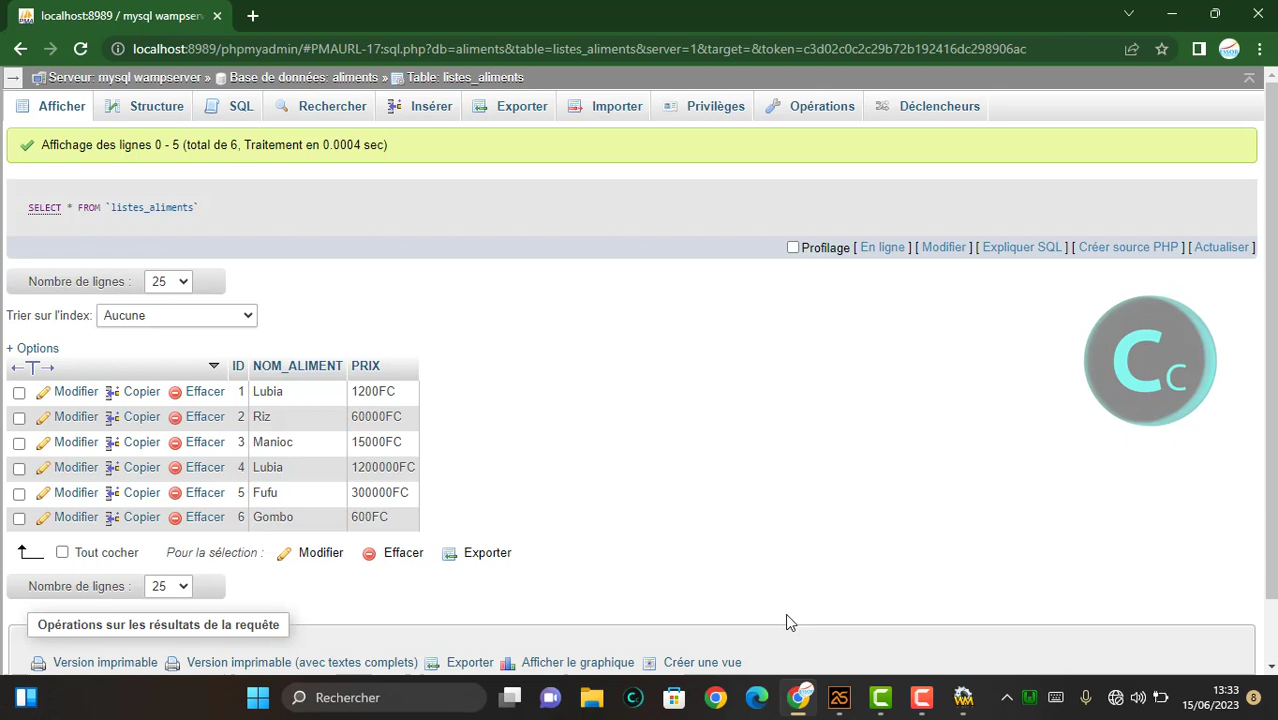 localhost:8989 / mysql wampserv
localhost:8989/phpmyadmin/#PMAURL-17:sql.php?db=aliments&table=listes_aliments&server=1&target=&token=c3d02c0c2c29b72b192416dc298906ac
Serveur: mysql wampserver » Base de données: aliments » Table: listes_aliments
Afficher Structure SQL Rechercher Insérer Exporter Importer Privilèges Opérations Déclencheurs
Affichage des lignes 0 - 5 (total de 6, Traitement en 0.0004 sec)
SELECT * FROM `listes_aliments`
Profilage [ En ligne ] [ Modifier ] [ Expliquer SQL ] [ Créer source PHP ] [ Actualiser ]
Nombre de lignes : 25
Trier sur l'index: Aucune
+ Options
←T→ ID NOM_ALIMENT PRIX
Modifier Copier Effacer 1 Lubia 1200FC
Modifier Copier Effacer 2 Riz 60000FC
Modifier Copier Effacer 3 Manioc 15000FC
Modifier Copier Effacer 4 Lubia 1200000FC
Modifier Copier Effacer 5 Fufu 300000FC
Modifier Copier Effacer 6 Gombo 600FC
Tout cocher Pour la sélection : Modifier Effacer Exporter
Nombre de lignes : 25
Opérations sur les résultats de la requête
Version imprimable Version imprimable (avec textes complets) Exporter Afficher le graphique Créer une vue
Cc
Rechercher
13:33
15/06/2023
8